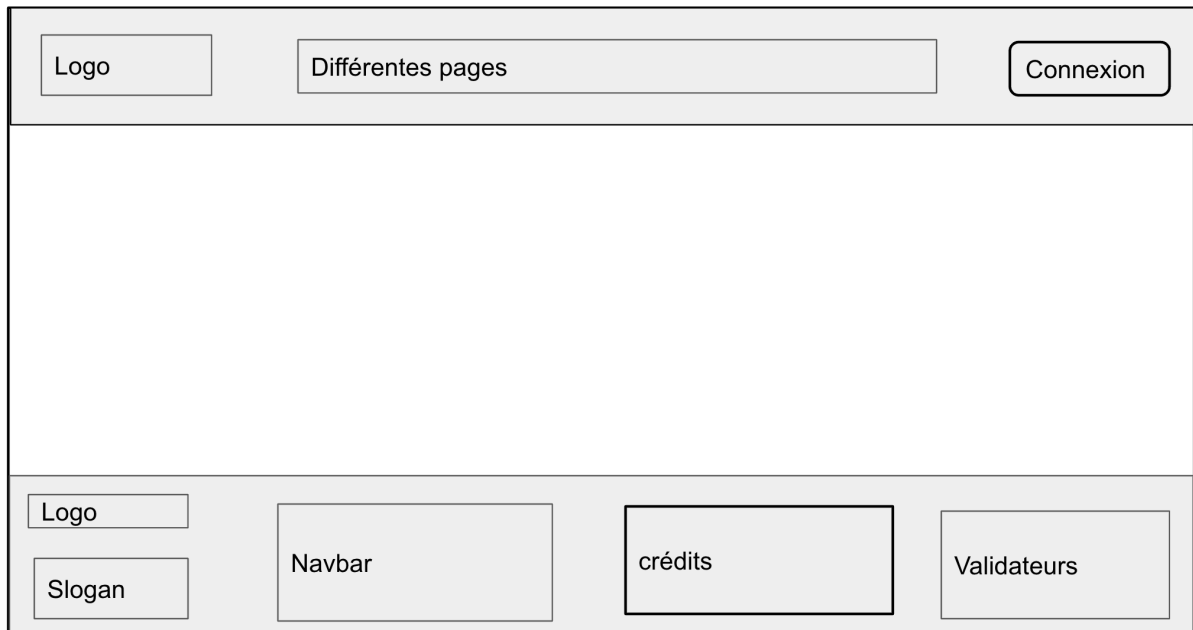 Logo
Différentes pages
Connexion
Logo
Slogan
Navbar
crédits
Validateurs